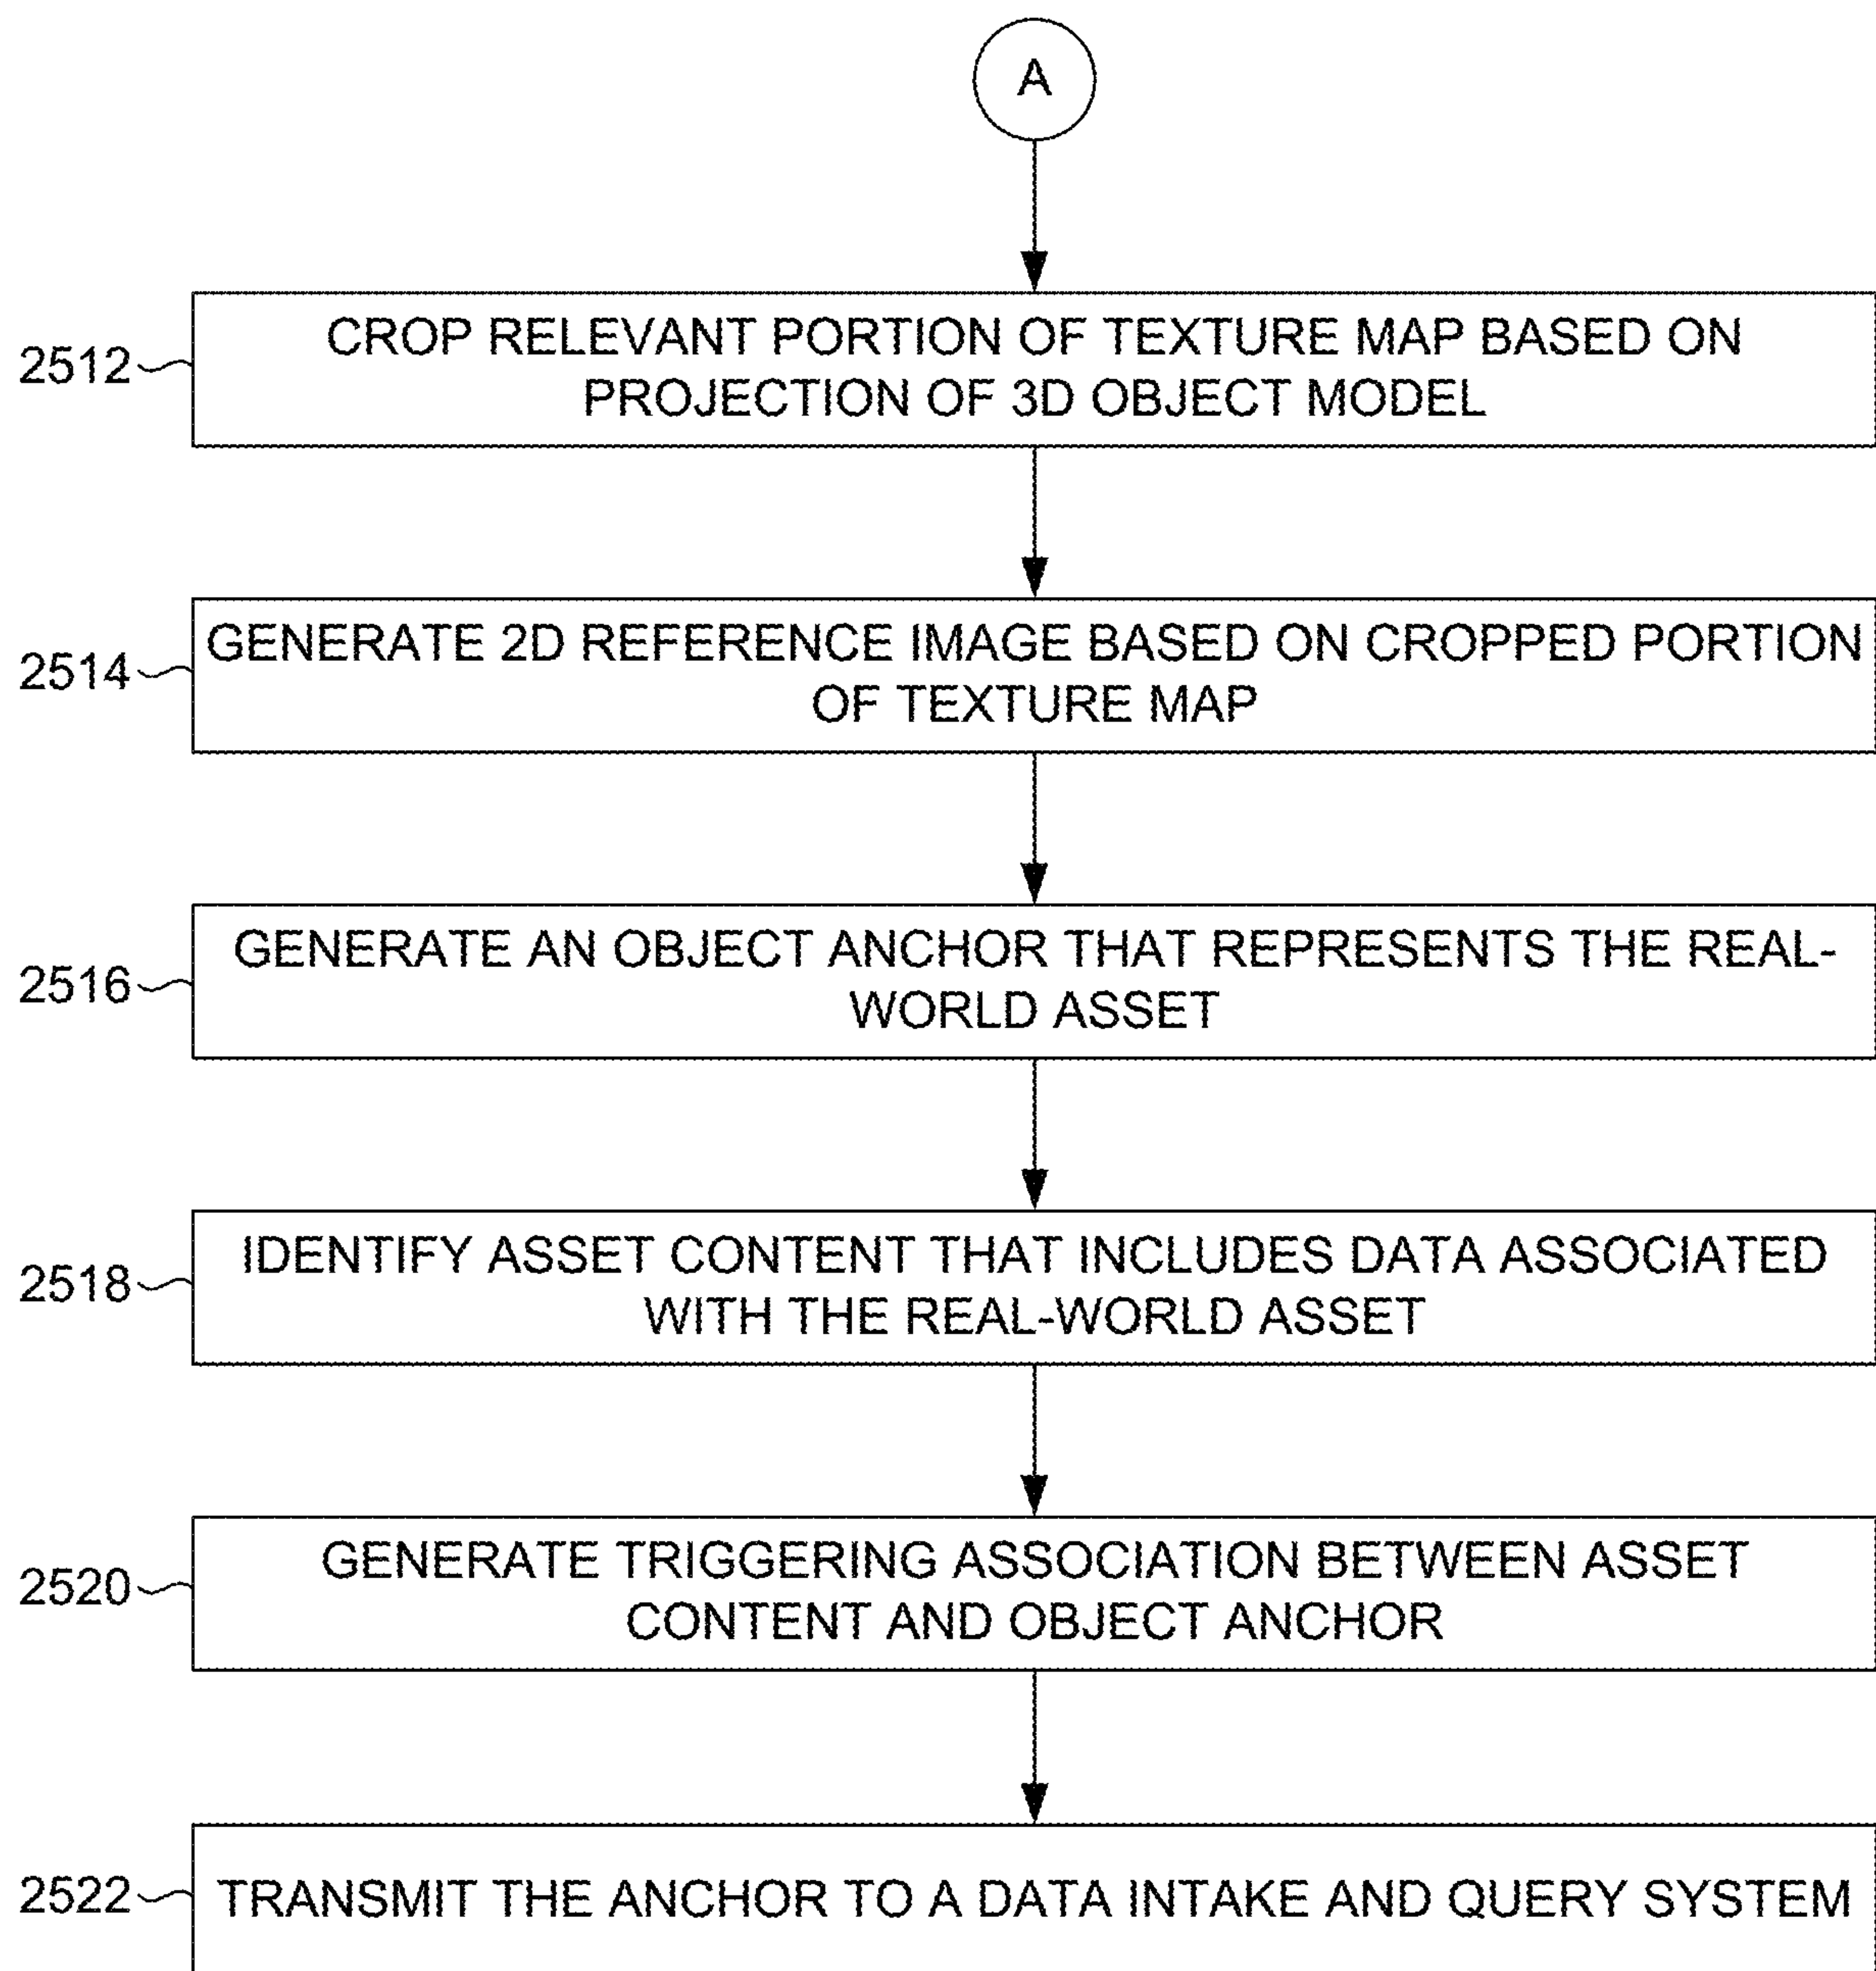 A
2512
CROP RELEVANT PORTION OF TEXTURE MAP BASED ON
PROJECTION OF 3D OBJECT MODEL
2514
GENERATE 2D REFERENCE IMAGE BASED ON CROPPED PORTION
OF TEXTURE MAP
2516
GENERATE AN OBJECT ANCHOR THAT REPRESENTS THE REAL-
WORLD ASSET
2518
IDENTIFY ASSET CONTENT THAT INCLUDES DATA ASSOCIATED
WITH THE REAL-WORLD ASSET
2520
GENERATE TRIGGERING ASSOCIATION BETWEEN ASSET
CONTENT AND OBJECT ANCHOR
2522
TRANSMIT THE ANCHOR TO A DATA INTAKE AND QUERY SYSTEM